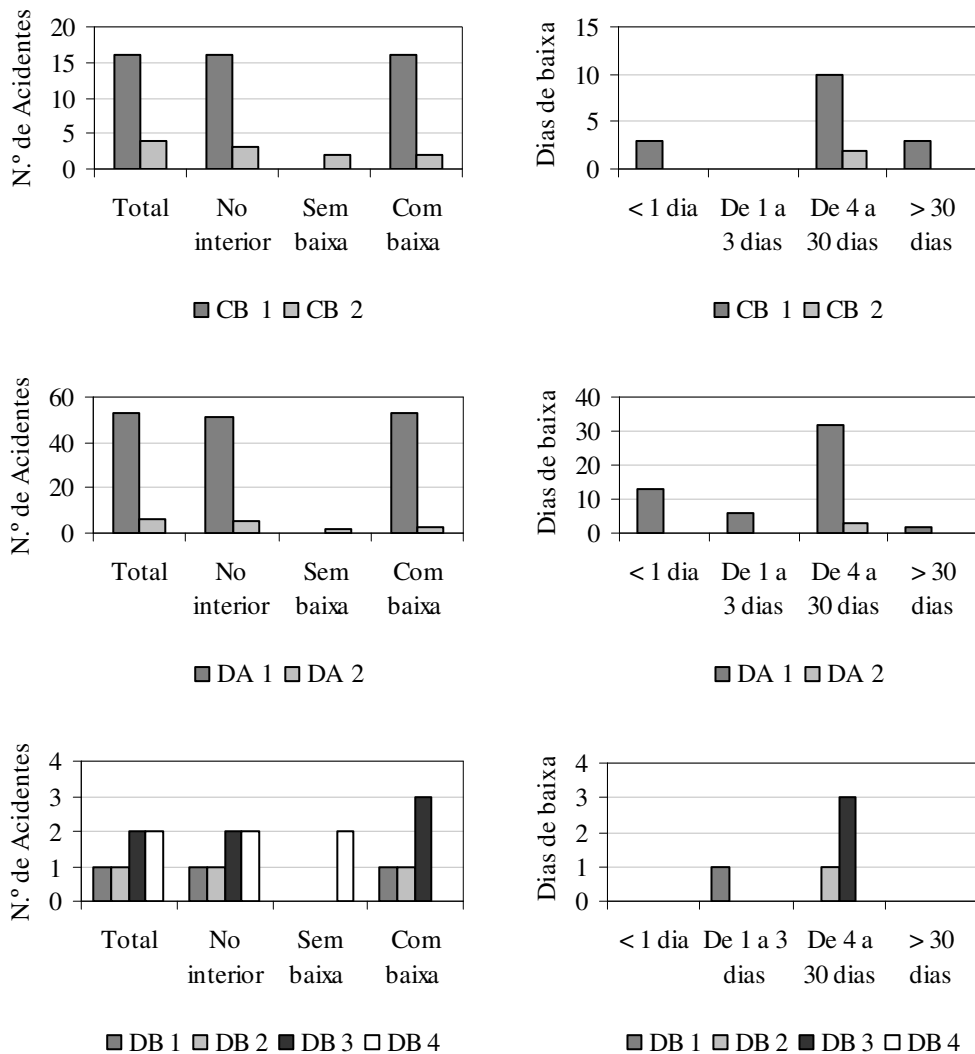 N.º de Acidentes
20
15
10
5
0
Total
No interior
Sem baixa
Com baixa
CB 1 CB 2
Dias de baixa
15
10
5
0
< 1 dia
De 1 a 3 dias
De 4 a 30 dias
> 30 dias
CB 1 CB 2
N.º de Acidentes
60
40
20
0
Total
No interior
Sem baixa
Com baixa
DA 1 DA 2
Dias de baixa
40
30
20
10
0
< 1 dia
De 1 a 3 dias
De 4 a 30 dias
> 30 dias
DA 1 DA 2
N.º de Acidentes
4
3
2
1
0
Total
No interior
Sem baixa
Com baixa
DB 1 DB 2 DB 3 DB 4
Dias de baixa
4
3
2
1
0
< 1 dia
De 1 a 3 dias
De 4 a 30 dias
> 30 dias
DB 1 DB 2 DB 3 DB 4